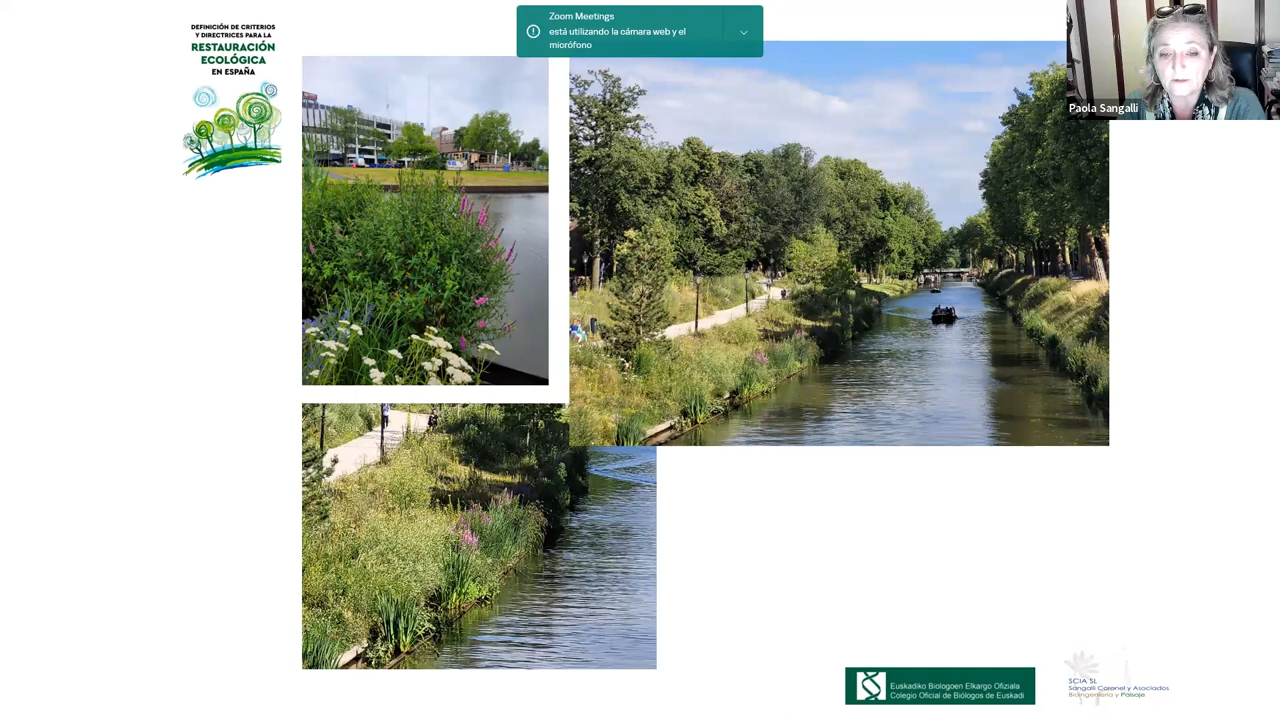 DEFINICIÓN DE CRITERIOS
Y DIRECTRICES PARA LA
RESTAURACIÓN
ECOLÓGICA
EN ESPAÑA
Zoom Meetings
está utilizando la cámara web y el
micrófono
Paola Sangalli
Euskadiko Biologoen Elkargo Ofiziala
Colegio Oficial de Biólogos de Euskadi
SCIA SL
Sangalli Coronel y Asociados
Bioingeniería y Paisaje